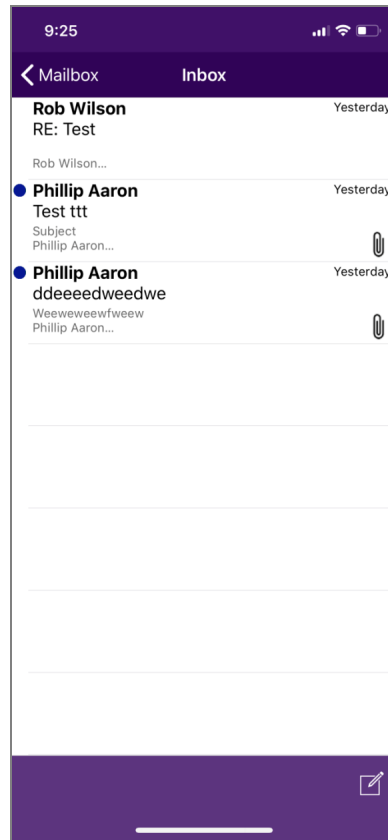 9:25
Mailbox
Inbox
Rob Wilson
Yesterday
RE: Test
Rob Wilson...
Phillip Aaron
Yesterday
Test ttt
Subject
Phillip Aaron...
Phillip Aaron
Yesterday
ddeeeedweedwe
Weeweweewfweew
Phillip Aaron...